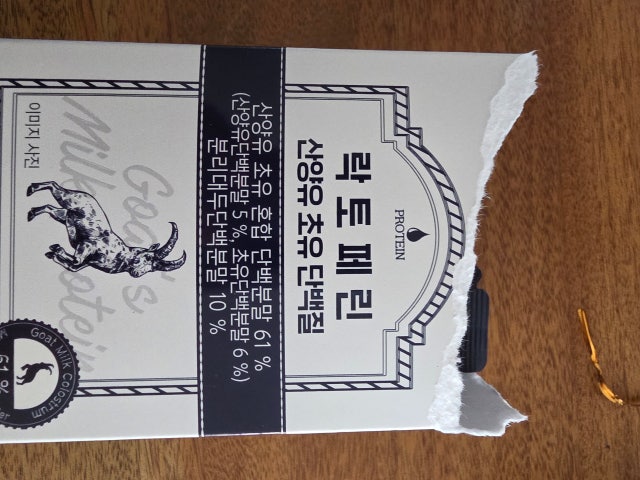 PROTEIN
락토페린
산양유 초유 단백질
산양유 초유 혼합 단백분말 61 %
(산양유단백분말 5 %, 초유단백분말 6 %)
분리대두단백분말 10 %
Goat's
Milk
Protein
이미지 사진
Goat Milk Colostrum
61 %